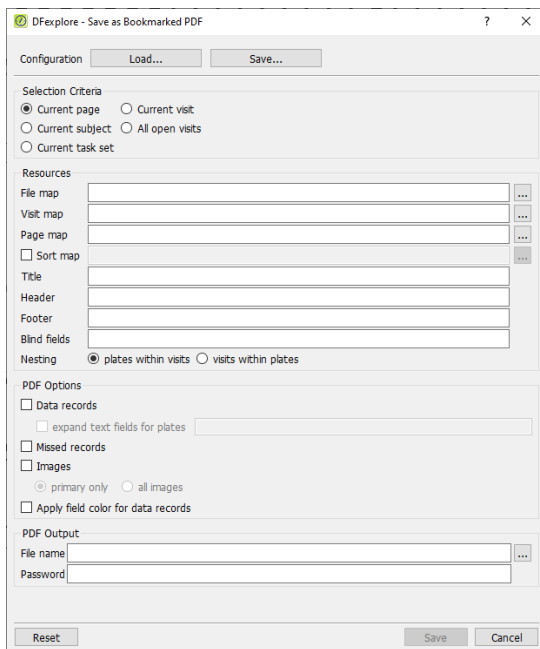 DFexplore - Save as Bookmarked PDF ? ×
Configuration Load... Save...
Selection Criteria
Current page Current visit
Current subject All open visits
Current task set
Resources
File map ...
Visit map ...
Page map ...
Sort map ...
Title
Header
Footer
Blind fields
Nesting plates within visits visits within plates
PDF Options
Data records
expand text fields for plates
Missed records
Images
primary only all images
Apply field color for data records
PDF Output
File name ...
Password
Reset Save Cancel